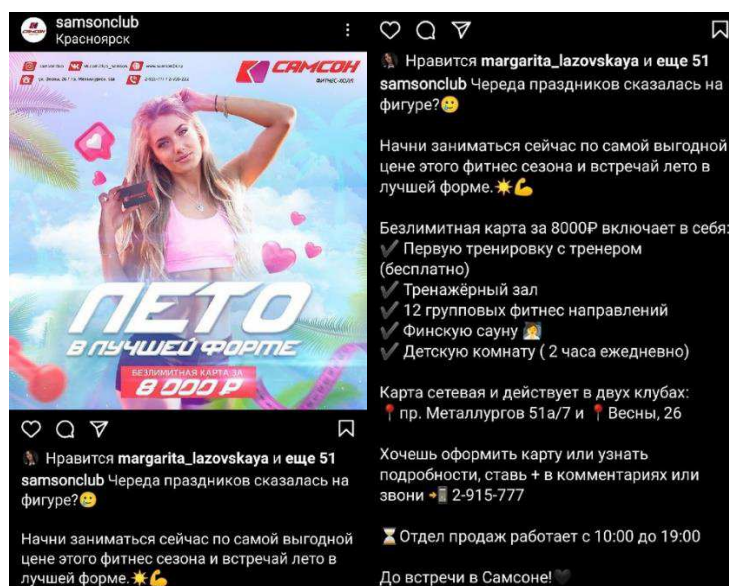 samsonclub
Красноярск
САМСОН
ФИТНЕС-ХОЛЛ
ЛЕТО
В ЛУЧШЕЙ ФОРМЕ
БЕЗЛИМИТНАЯ КАРТА ЗА
8 000 Р
Нравится margarita_lazovskaya и еще 51
samsonclub Череда праздников сказалась на
фигуре?🥲
Начни заниматься сейчас по самой выгодной
цене этого фитнес сезона и встречай лето в
лучшей форме.☀️💪
Нравится margarita_lazovskaya и еще 51
samsonclub Череда праздников сказалась на
фигуре?🥲
Начни заниматься сейчас по самой выгодной
цене этого фитнес сезона и встречай лето в
лучшей форме.☀️💪
Безлимитная карта за 8000₽ включает в себя:
✔️ Первую тренировку с тренером
(бесплатно)
✔️ Тренажёрный зал
✔️ 12 групповых фитнес направлений
✔️ Финскую сауну 🧖‍♀️
✔️ Детскую комнату ( 2 часа ежедневно)
Карта сетевая и действует в двух клубах:
📍 пр. Металлургов 51а/7 и 📍 Весны, 26
Хочешь оформить карту или узнать
подробности, ставь + в комментариях или
звони 📲 2-915-777
⏳Отдел продаж работает с 10:00 до 19:00
До встречи в Самсоне!🖤